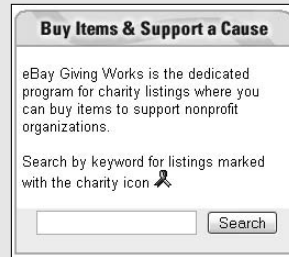 Buy Items & Support a Cause
eBay Giving Works is the dedicated
program for charity listings where you
can buy items to support nonprofit
organizations.
Search by keyword for listings marked
with the charity icon
Search